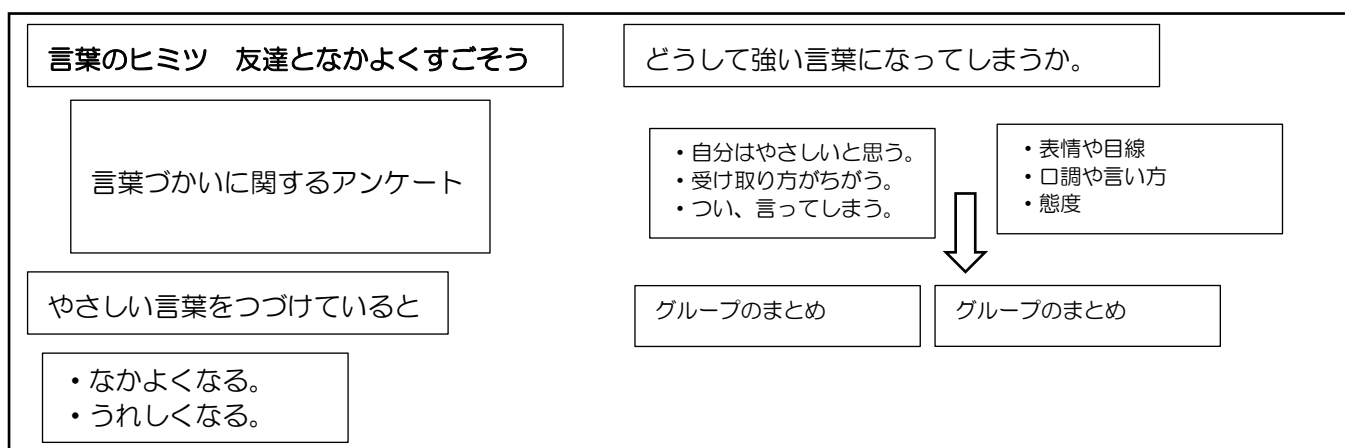 言葉のヒミツ　友達となかよくすごそう
言葉づかいに関するアンケート
やさしい言葉をつづけていると
・なかよくなる。
・うれしくなる。
どうして強い言葉になってしまうか。
・自分はやさしいと思う。
・受け取り方がちがう。
・つい、言ってしまう。
・表情や目線
・口調や言い方
・態度
グループのまとめ
グループのまとめ